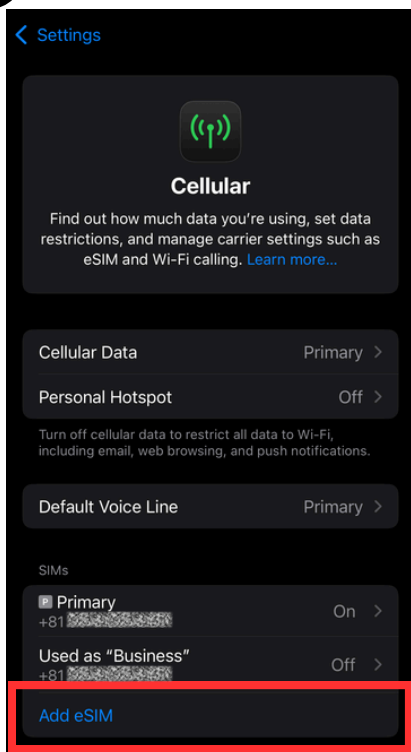 Settings
Cellular
Find out how much data you're using, set data
restrictions, and manage carrier settings such as
eSIM and Wi-Fi calling. Learn more...
Cellular Data Primary
Personal Hotspot Off
Turn off cellular data to restrict all data to Wi-Fi,
including email, web browsing, and push notifications.
Default Voice Line Primary
SIMs
P Primary
+81
On
Used as “Business”
+81
Off
Add eSIM